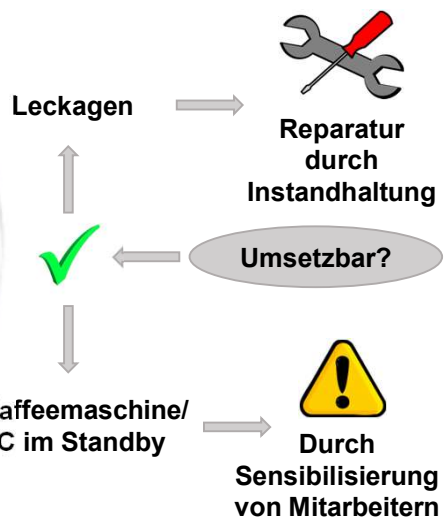 Leckagen
Reparatur
durch
Instandhaltung
Umsetzbar?
affeemaschine/
C im Standby
Durch
Sensibilisierung
von Mitarbeitern